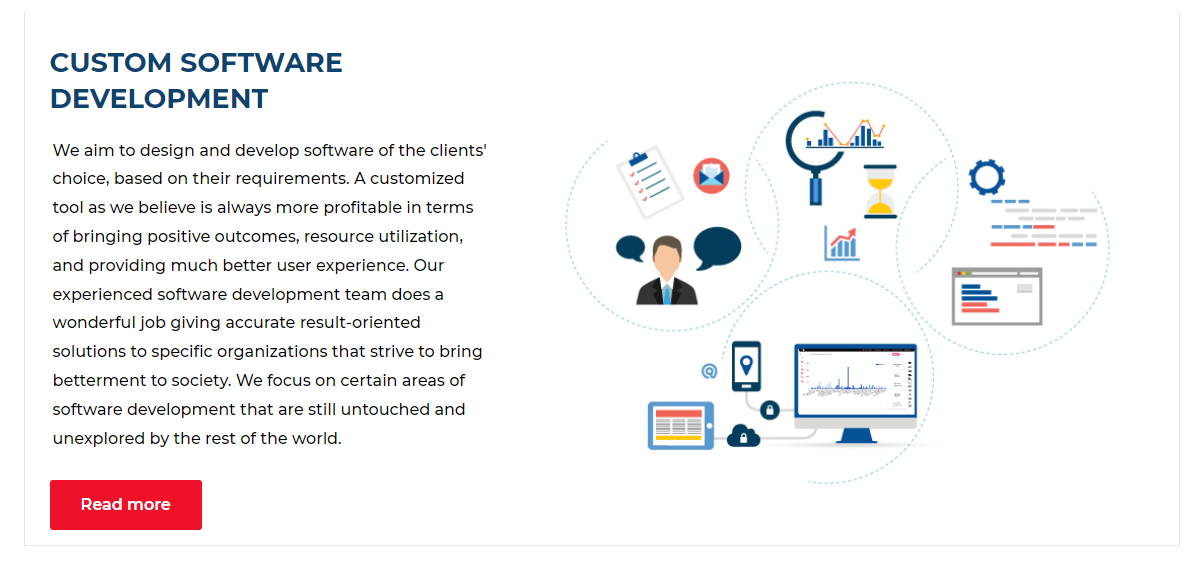 CUSTOM SOFTWARE
DEVELOPMENT
We aim to design and develop software of the clients'
choice, based on their requirements. A customized
tool as we believe is always more profitable in terms
of bringing positive outcomes, resource utilization,
and providing much better user experience. Our
experienced software development team does a
wonderful job giving accurate result-oriented
solutions to specific organizations that strive to bring
betterment to society. We focus on certain areas of
software development that are still untouched and
unexplored by the rest of the world.
Read more
@